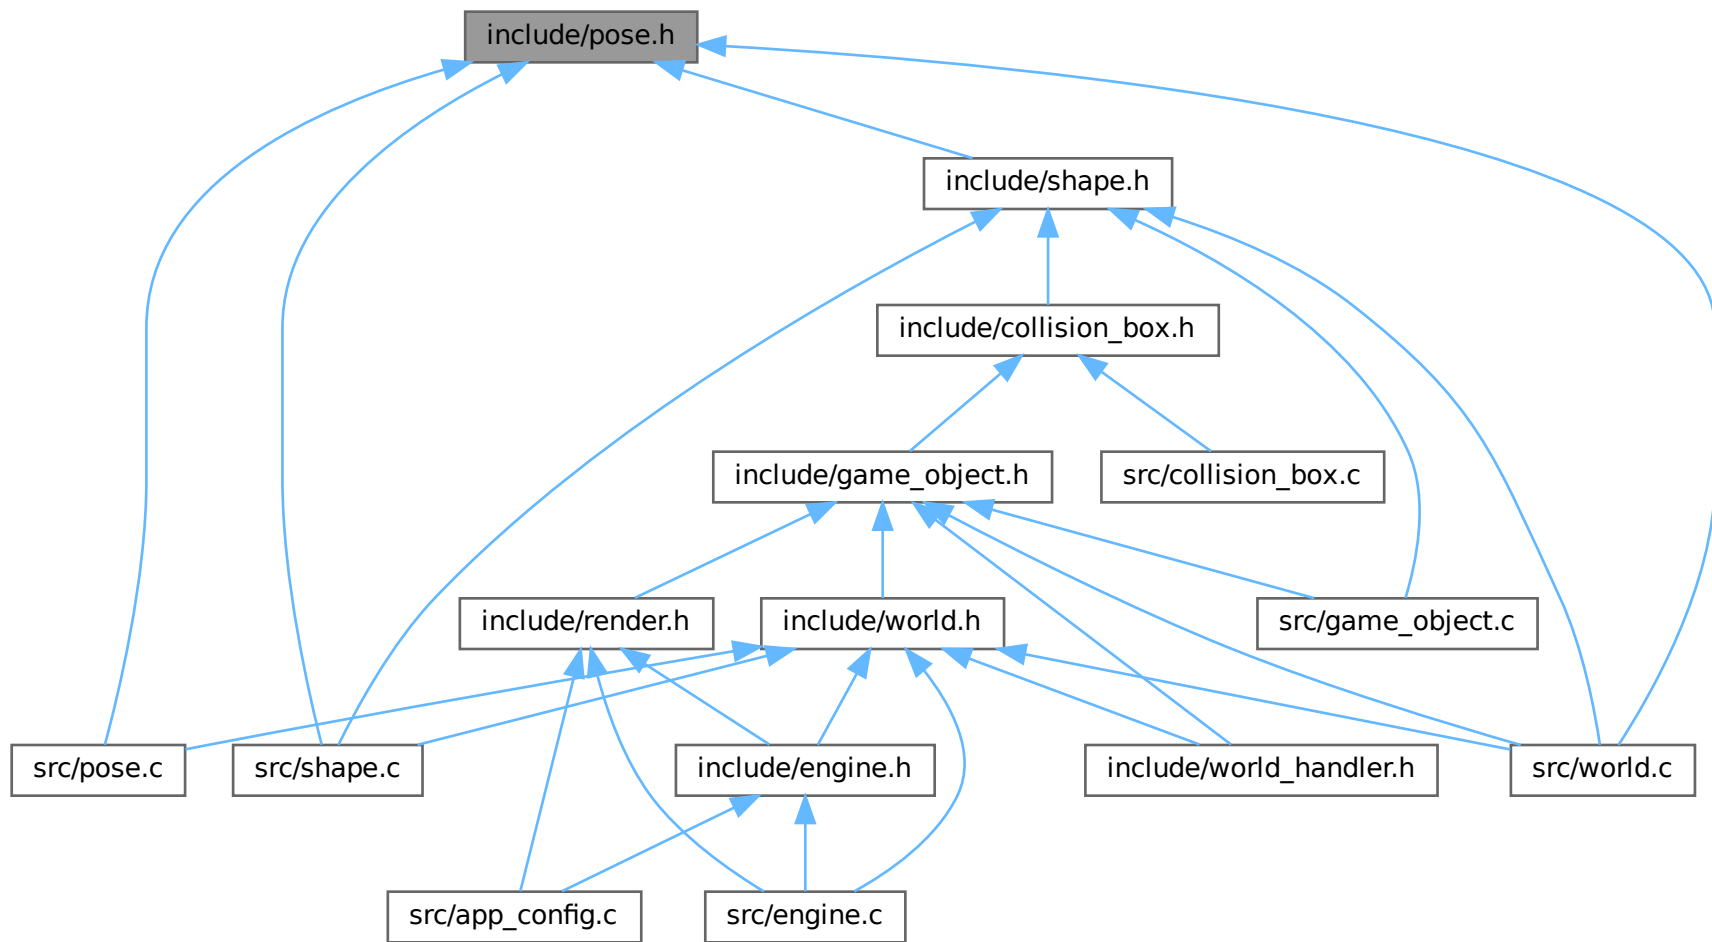 include/pose.h
include/shape.h
include/collision_box.h
include/game_object.h
src/collision_box.c
include/render.h
include/world.h
src/game_object.c
src/pose.c
src/shape.c
include/engine.h
include/world_handler.h
src/world.c
src/app_config.c
src/engine.c